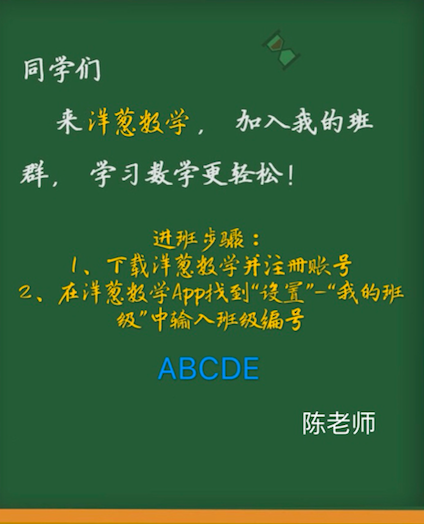 同学们
来洋葱数学， 加入我的班
群， 学习数学更轻松！
进班步骤：
1、下载洋葱数学并注册账号
2、在洋葱数学App找到“设置”-“我的班
级”中输入班级编号
ABCDE
陈老师